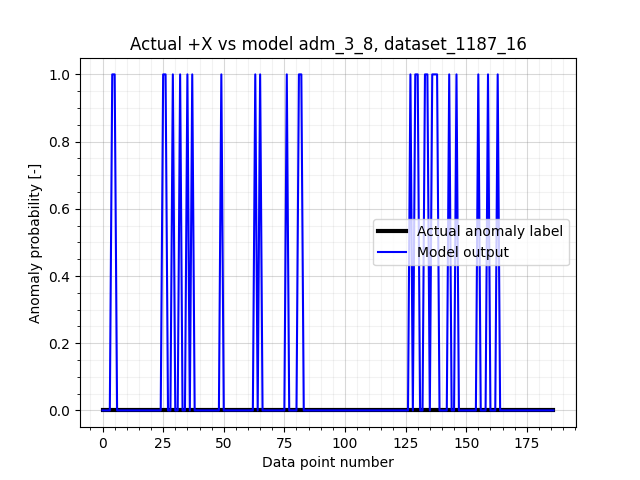 Actual +X vs model adm_3_8, dataset_1187_16
Anomaly probability [-]
1.0
0.8
0.6
0.4
0.2
0.0
Actual anomaly label
Model output
0 25 50 75 100 125 150 175
Data point number